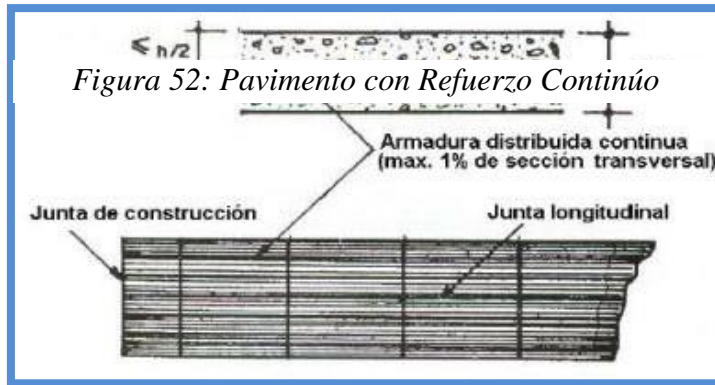 ≤ h/2
Figura 52: Pavimento con Refuerzo Continúo
Armadura distribuida continua
(max. 1% de sección transversal)
Junta de construcción
Junta longitudinal